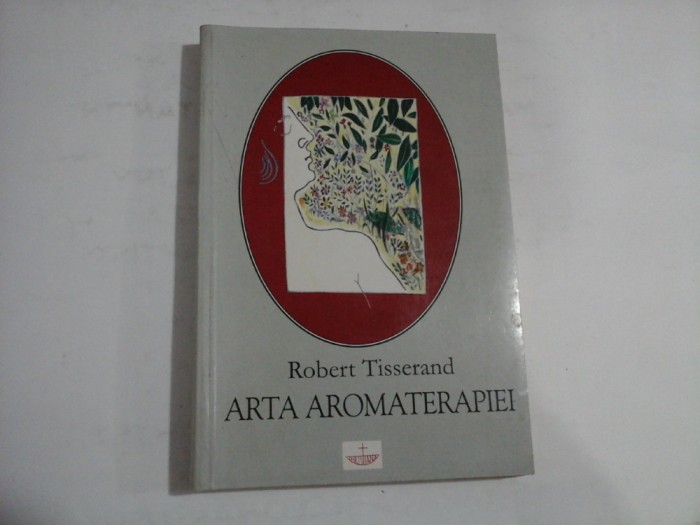 Robert Tisserand
ARTA AROMATERAPIEI